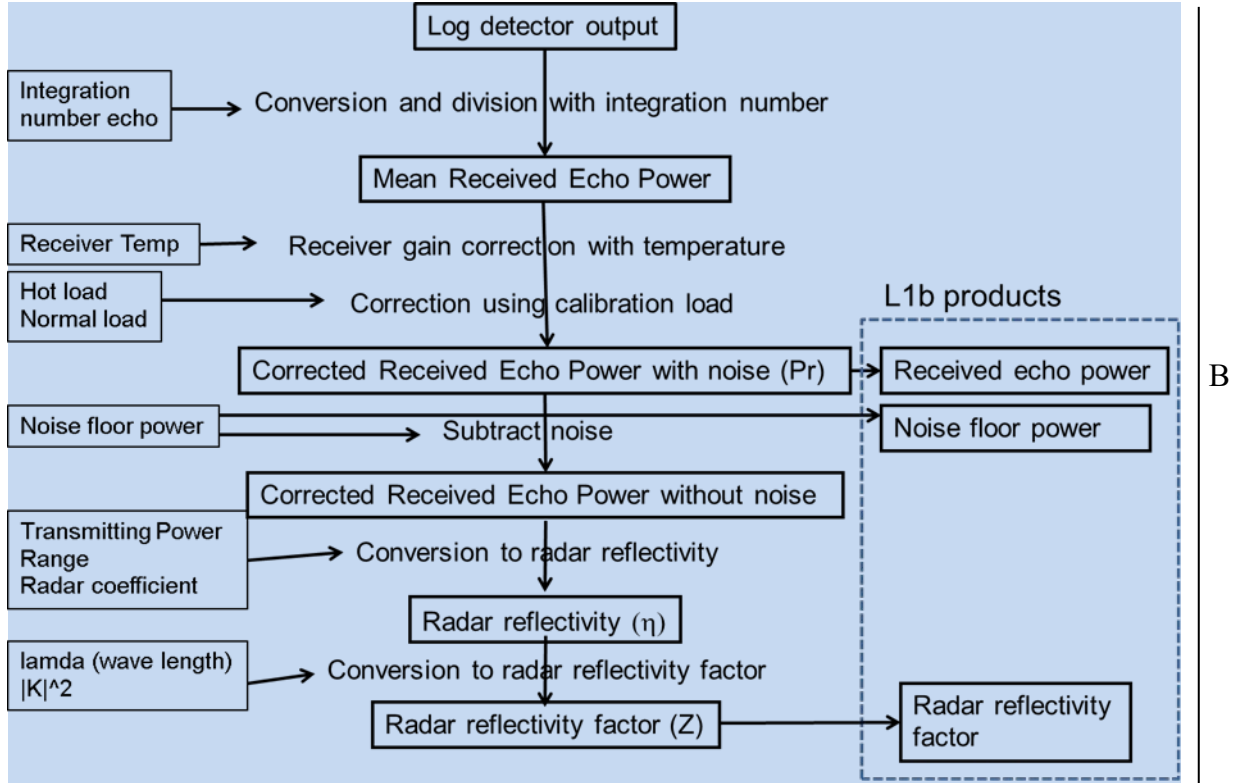 Log detector output
Integration
number echo
Conversion and division with integration number
Mean Received Echo Power
Receiver Temp
Receiver gain correction with temperature
Hot load
Normal load
Correction using calibration load
L1b products
Corrected Received Echo Power with noise (Pr)
Received echo power
B
Noise floor power
Subtract noise
Noise floor power
Corrected Received Echo Power without noise
Transmitting Power
Range
Radar coefficient
Conversion to radar reflectivity
Radar reflectivity (η)
lamda (wave length)
|K|^2
Conversion to radar reflectivity factor
Radar reflectivity factor (Z)
Radar reflectivity
factor